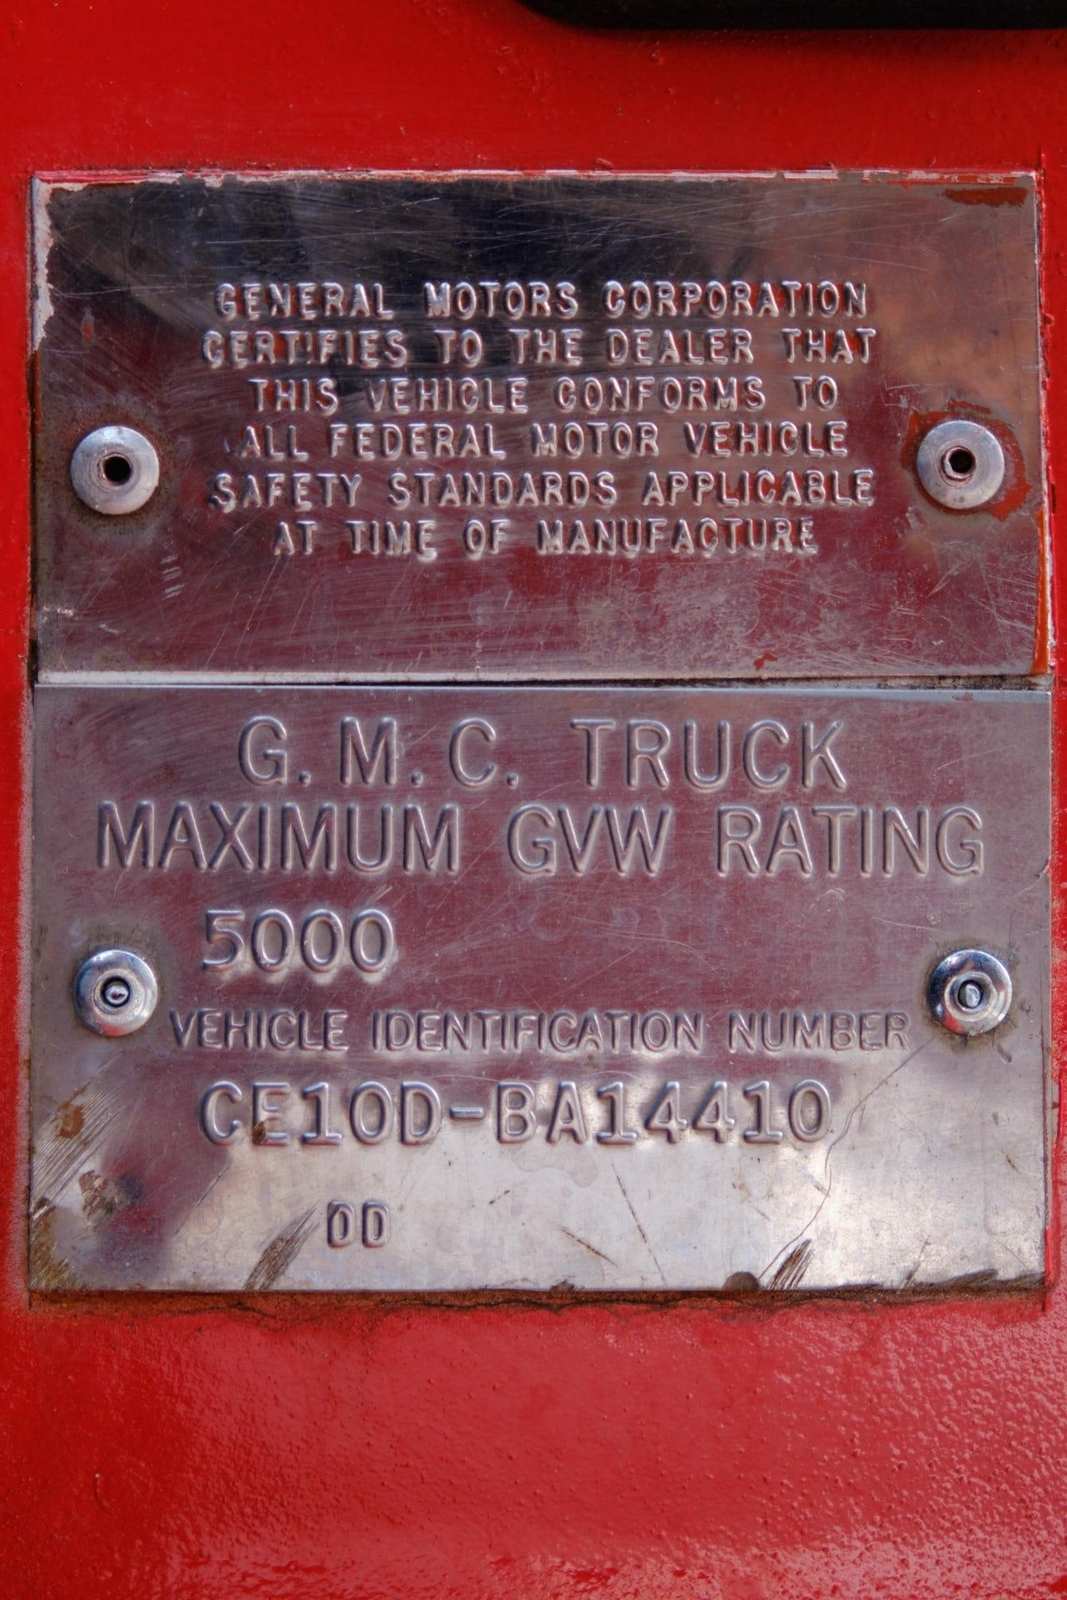 GENERAL MOTORS CORPORATION
CERTIFIES TO THE DEALER THAT
THIS VEHICLE CONFORMS TO
ALL FEDERAL MOTOR VEHICLE
SAFETY STANDARDS APPLICABLE
AT TIME OF MANUFACTURE
G.M.C. TRUCK
MAXIMUM GVW RATING
5000
VEHICLE IDENTIFICATION NUMBER
CE10D-BA14410
DD